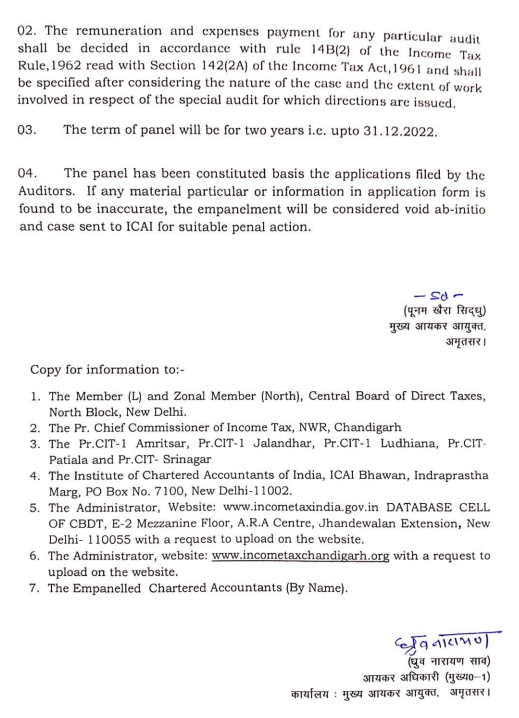 02. The remuneration and expenses payment for any particular audit
shall be decided in accordance with rule 14B(2) of the Income Tax
Rule,1962 read with Section 142(2A) of the Income Tax Act,1961 and shall
be specified after considering the nature of the case and the extent of work
involved in respect of the special audit for which directions are issued.
03. The term of panel will be for two years i.e. upto 31.12.2022.
04. The panel has been constituted basis the applications filed by the
Auditors. If any material particular or information in application form is
found to be inaccurate, the empanelment will be considered void ab-initio
and case sent to ICAI for suitable penal action.
– Sd –
(पूनम खैरा सिद्धु)
मुख्य आयकर आयुक्त,
अमृतसर।
Copy for information to:-
1. The Member (L) and Zonal Member (North), Central Board of Direct Taxes,
North Block, New Delhi.
2. The Pr. Chief Commissioner of Income Tax, NWR, Chandigarh
3. The Pr.CIT-1 Amritsar, Pr.CIT-1 Jalandhar, Pr.CIT-1 Ludhiana, Pr.CIT-
Patiala and Pr.CIT- Srinagar
4. The Institute of Chartered Accountants of India, ICAI Bhawan, Indraprastha
Marg, PO Box No. 7100, New Delhi-11002.
5. The Administrator, Website: www.incometaxindia.gov.in DATABASE CELL
OF CBDT, E-2 Mezzanine Floor, A.R.A Centre, Jhandewalan Extension, New
Delhi- 110055 with a request to upload on the website.
6. The Administrator, website: www.incometaxchandigarh.org with a request to
upload on the website.
7. The Empanelled Chartered Accountants (By Name).
ध्रुव नारायण
(ध्रुव नारायण साव)
आयकर अधिकारी (मुख्य0-1)
कार्यालय : मुख्य आयकर आयुक्त, अमृतसर।